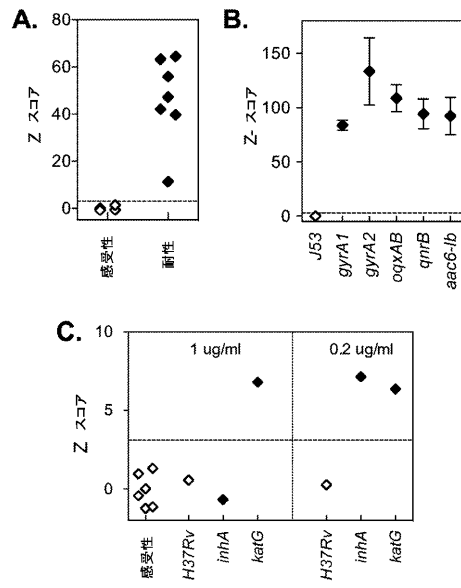 A.
80
60
40
20
0
Z スコア
感受性
耐性
B.
150
100
50
0
Z- スコア
J53
gyrA1
gyrA2
oqxAB
qnrB
aac6-Ib
C.
10
5
0
Z スコア
1 ug/ml
0.2 ug/ml
感受性
H37Rv
inhA
katG
H37Rv
inhA
katG